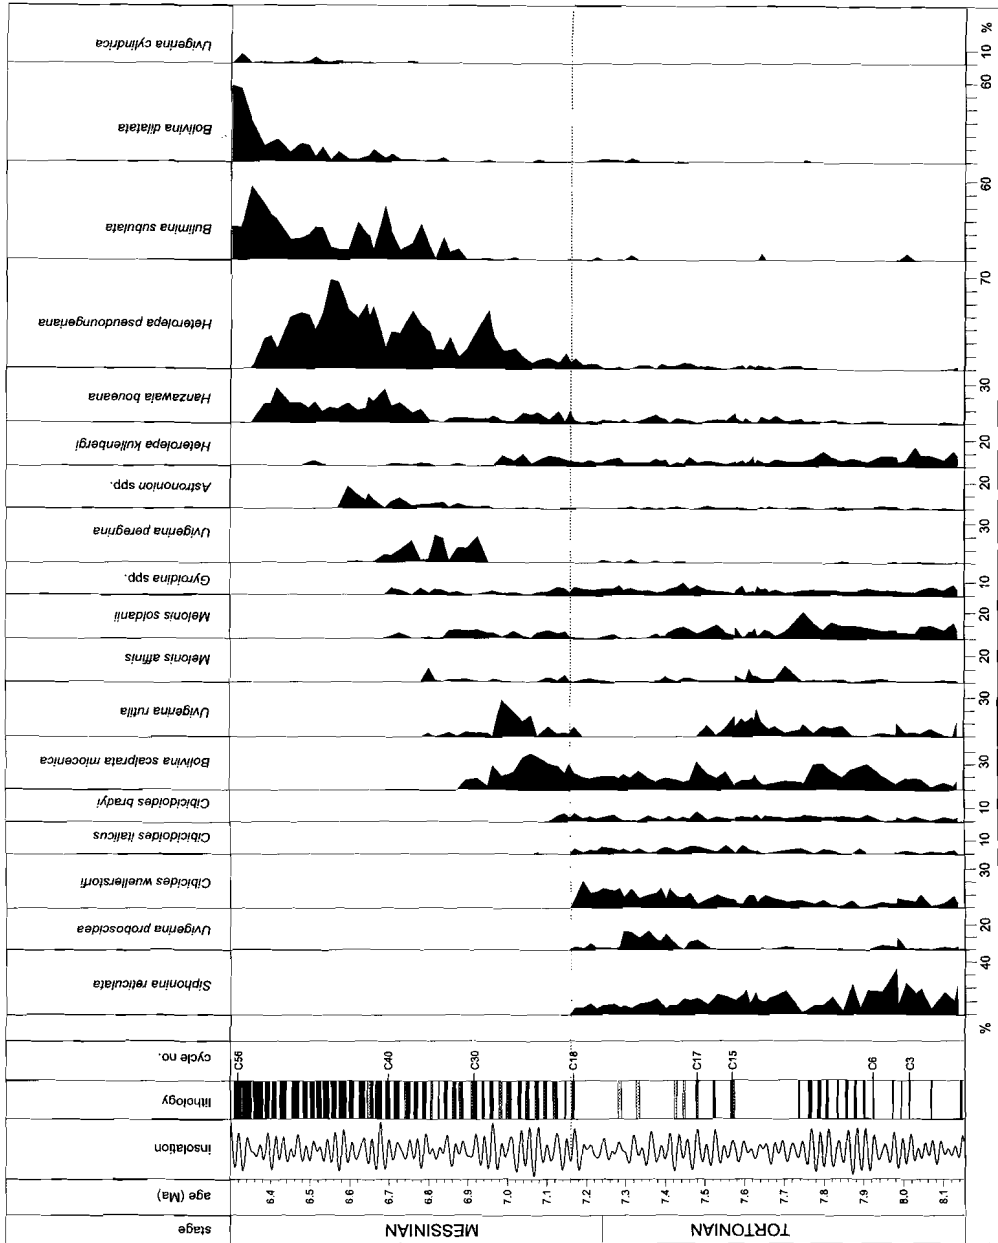 Uvigerina cylindrica
10
%
Bolivina dilatata
60
Bulimina subulata
60
Heterolepa pseudoungeriana
70
Hanzawaia boueana
30
Heterolepa kullenbergi
20
Astrononion spp.
20
Uvigerina peregrina
30
Gyroidina spp.
10
Melonis soldanii
20
Melonis affinis
20
Uvigerina rutila
30
Bolivina scalprata miocenica
30
Cibicidoides bradyi
10
Cibicidoides italicus
10
Cibicides wuellerstorfi
30
Uvigerina proboscidea
20
Siphonina reticulata
40
%
cycle no.
C56 C40 C30 C18 C17 C15 C6 C3
lithology
insolation
age (Ma)
6.4 6.5 6.6 6.7 6.8 6.9 7.0 7.1 7.2 7.3 7.4 7.5 7.6 7.7 7.8 7.9 8.0 8.1
stage
MESSINIAN
TORTONIAN